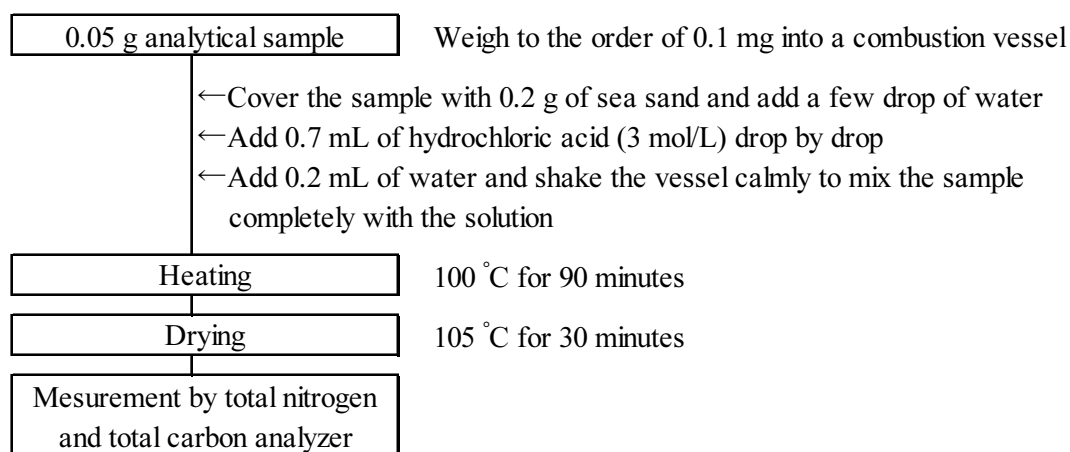 0.05 g analytical sample
Weigh to the order of 0.1 mg into a combustion vessel
←Cover the sample with 0.2 g of sea sand and add a few drop of water
←Add 0.7 mL of hydrochloric acid (3 mol/L) drop by drop
←Add 0.2 mL of water and shake the vessel calmly to mix the sample
completely with the solution
Heating
100 °C for 90 minutes
Drying
105 °C for 30 minutes
Mesurement by total nitrogen
and total carbon analyzer